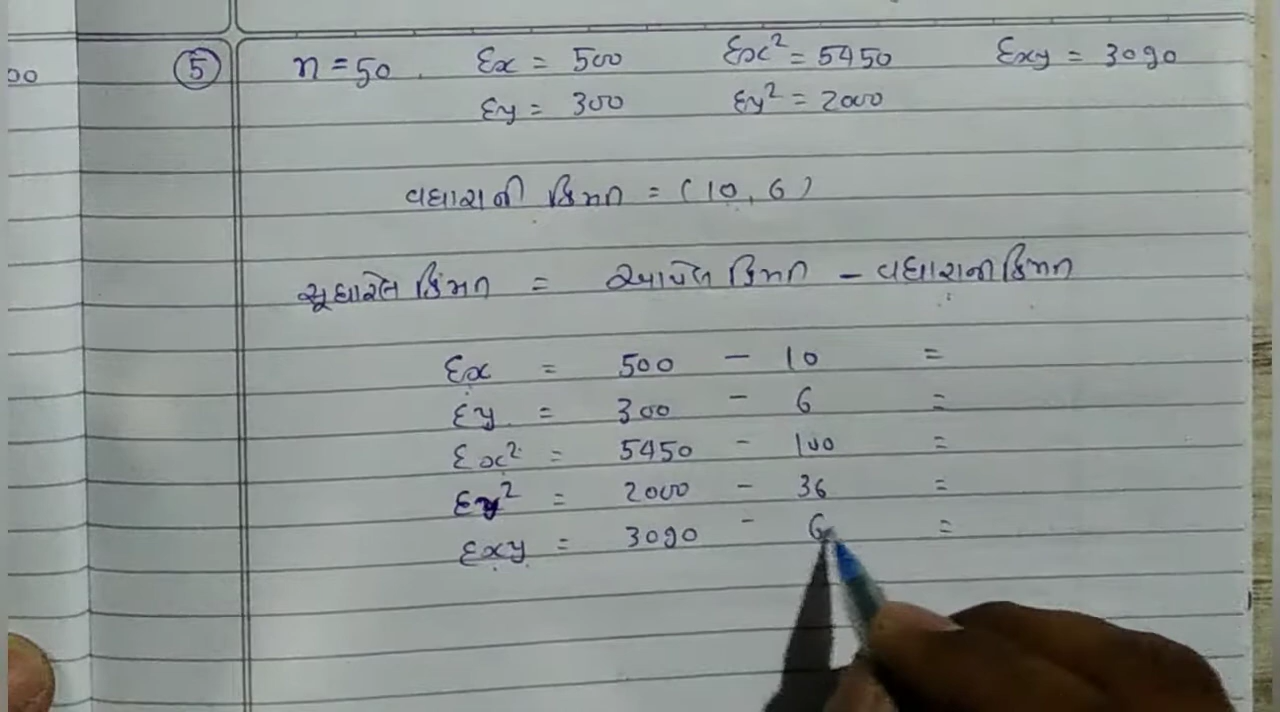 00
⑤ n = 50 . Σx = 500 Σx² = 5450 Σxy = 3090
Σy = 300 Σy² = 2000
વધારાની કિંમત = (10, 6)
સૂધારેલ કિંમત = આપેલ કિંમત - વધારાની કિંમત
Σx = 500 - 10 =
Σy = 300 - 6 =
Σx² = 5450 - 100 =
Σy² = 2000 - 36 =
Σxy = 3090 - 6 =